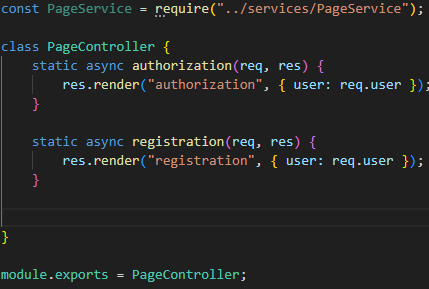 const PageService = require("../services/PageService");
class PageController {
static async authorization(req, res) {
res.render("authorization", { user: req.user });
}
static async registration(req, res) {
res.render("registration", { user: req.user });
}
}
module.exports = PageController;